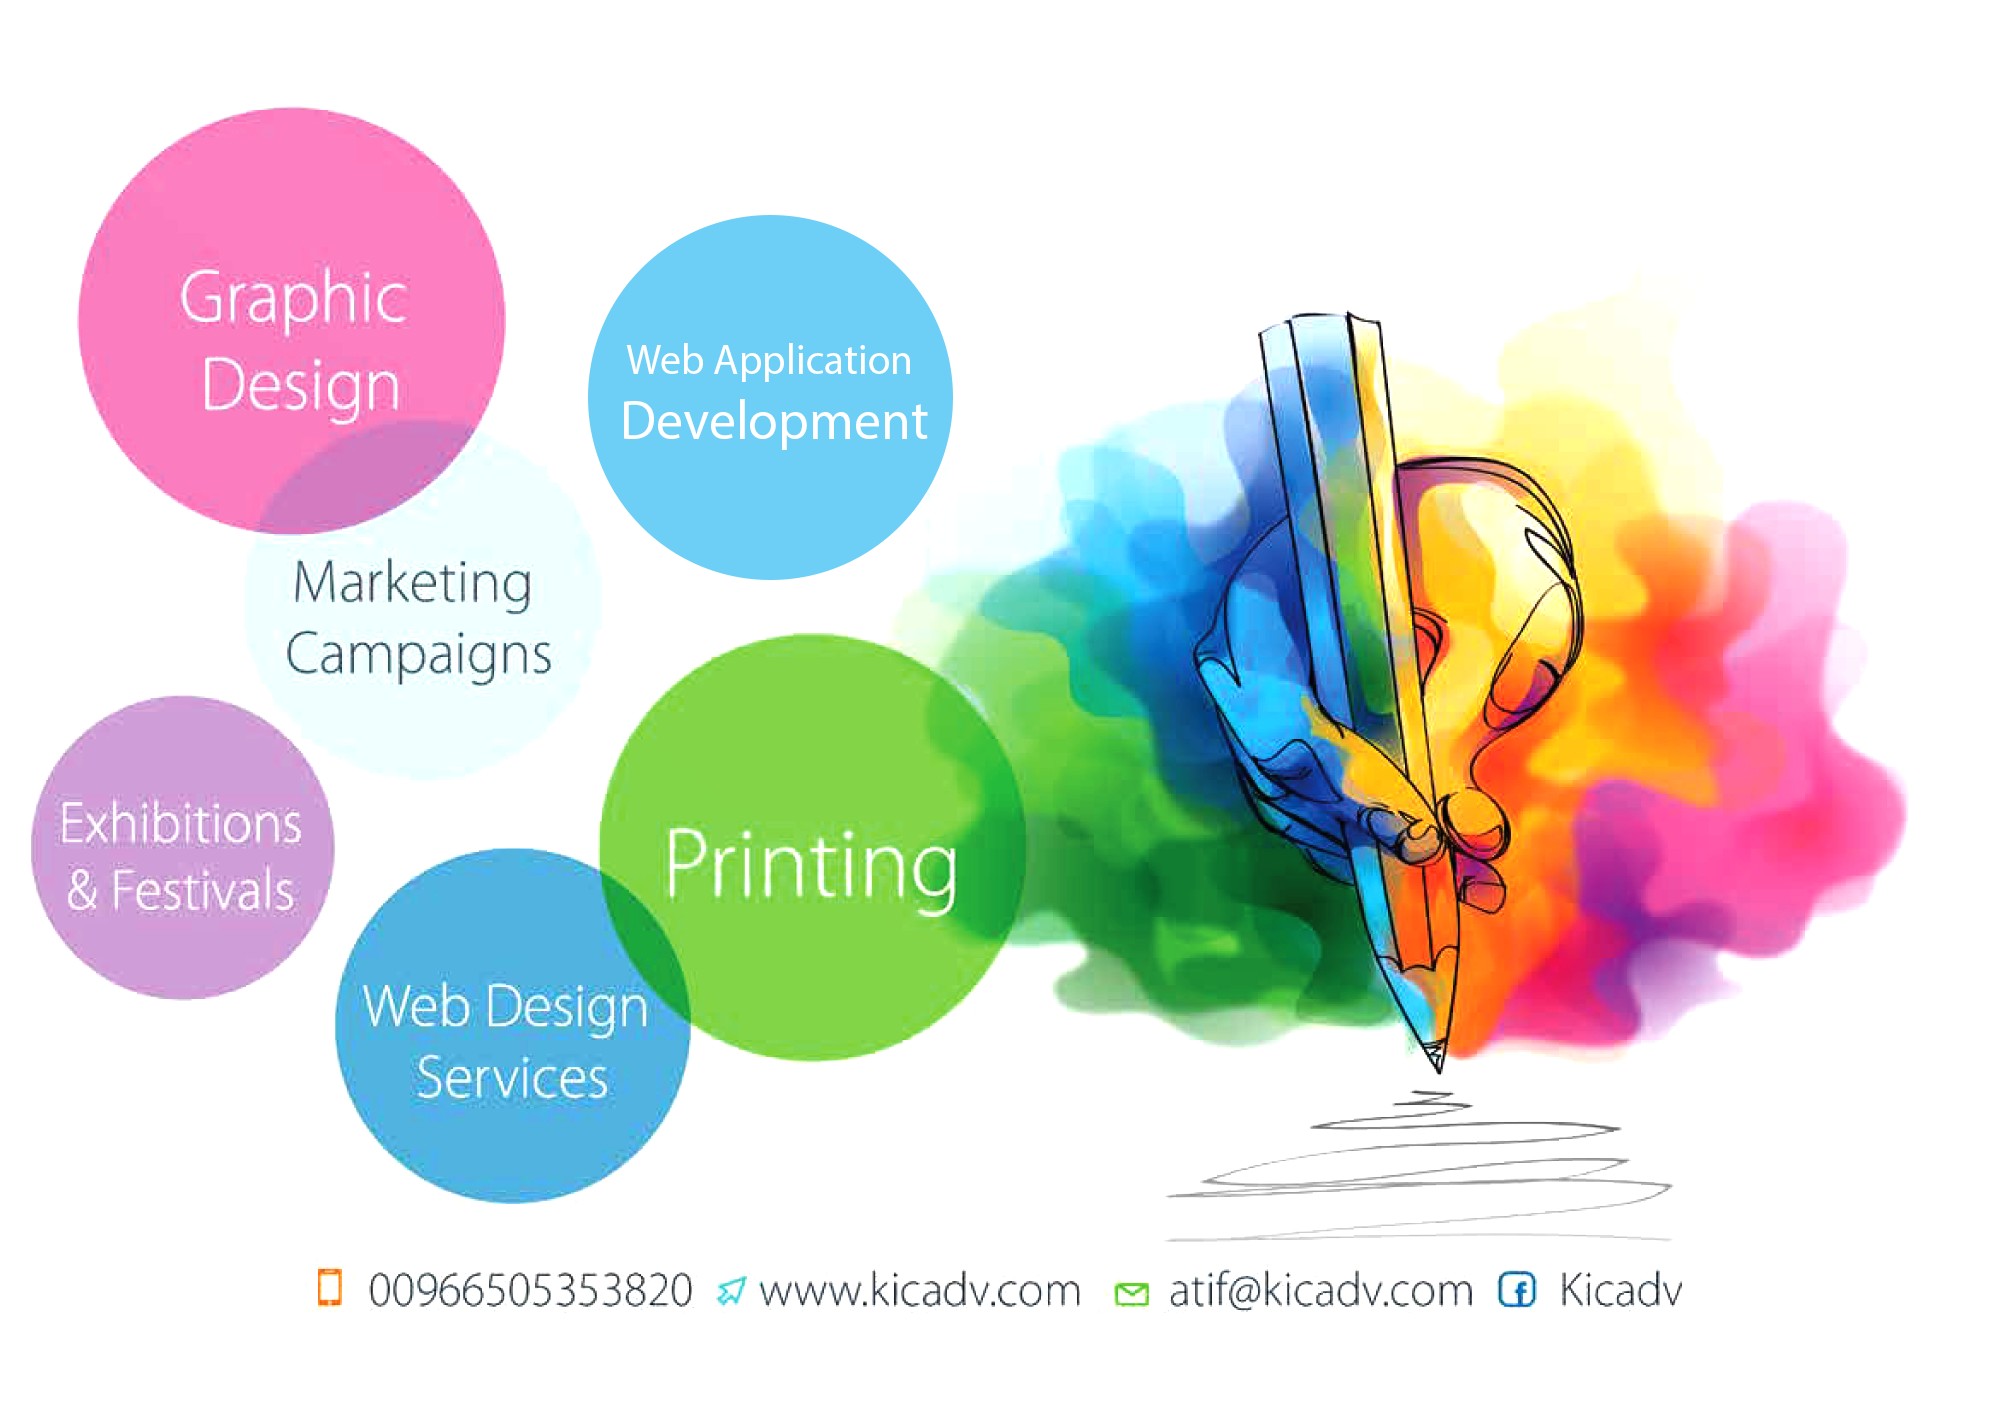 Graphic
Design
Web Application
Development
Marketing
Campaigns
Exhibitions
& Festivals
Printing
Web Design
Services
00966505353820 www.kicadv.com atif@kicadv.com Kicadv